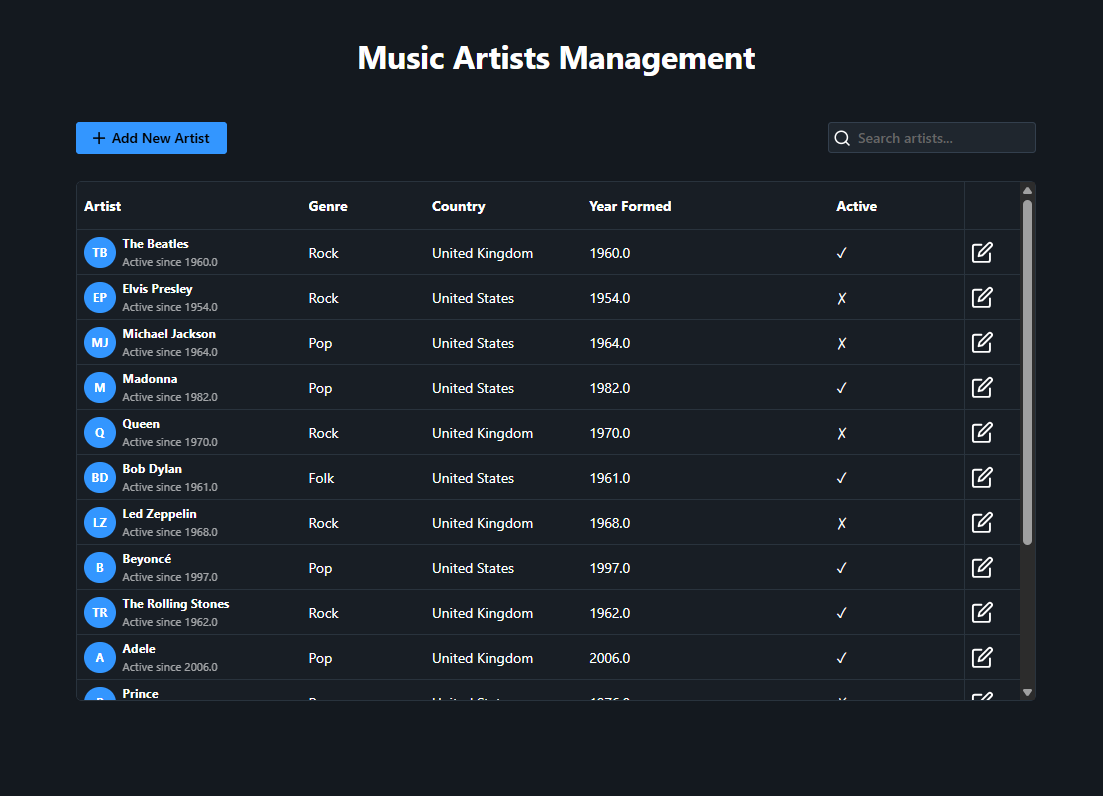 Music Artists Management
Add New Artist
Search artists...
Artist Genre Country Year Formed Active
TB The Beatles Rock United Kingdom 1960.0 ✓
Active since 1960.0
EP Elvis Presley Rock United States 1954.0 ✗
Active since 1954.0
MJ Michael Jackson Pop United States 1964.0 ✗
Active since 1964.0
M Madonna Pop United States 1982.0 ✓
Active since 1982.0
Q Queen Rock United Kingdom 1970.0 ✗
Active since 1970.0
BD Bob Dylan Folk United States 1961.0 ✓
Active since 1961.0
LZ Led Zeppelin Rock United Kingdom 1968.0 ✗
Active since 1968.0
B Beyoncé Pop United States 1997.0 ✓
Active since 1997.0
TR The Rolling Stones Rock United Kingdom 1962.0 ✓
Active since 1962.0
A Adele Pop United Kingdom 2006.0 ✓
Active since 2006.0
Prince